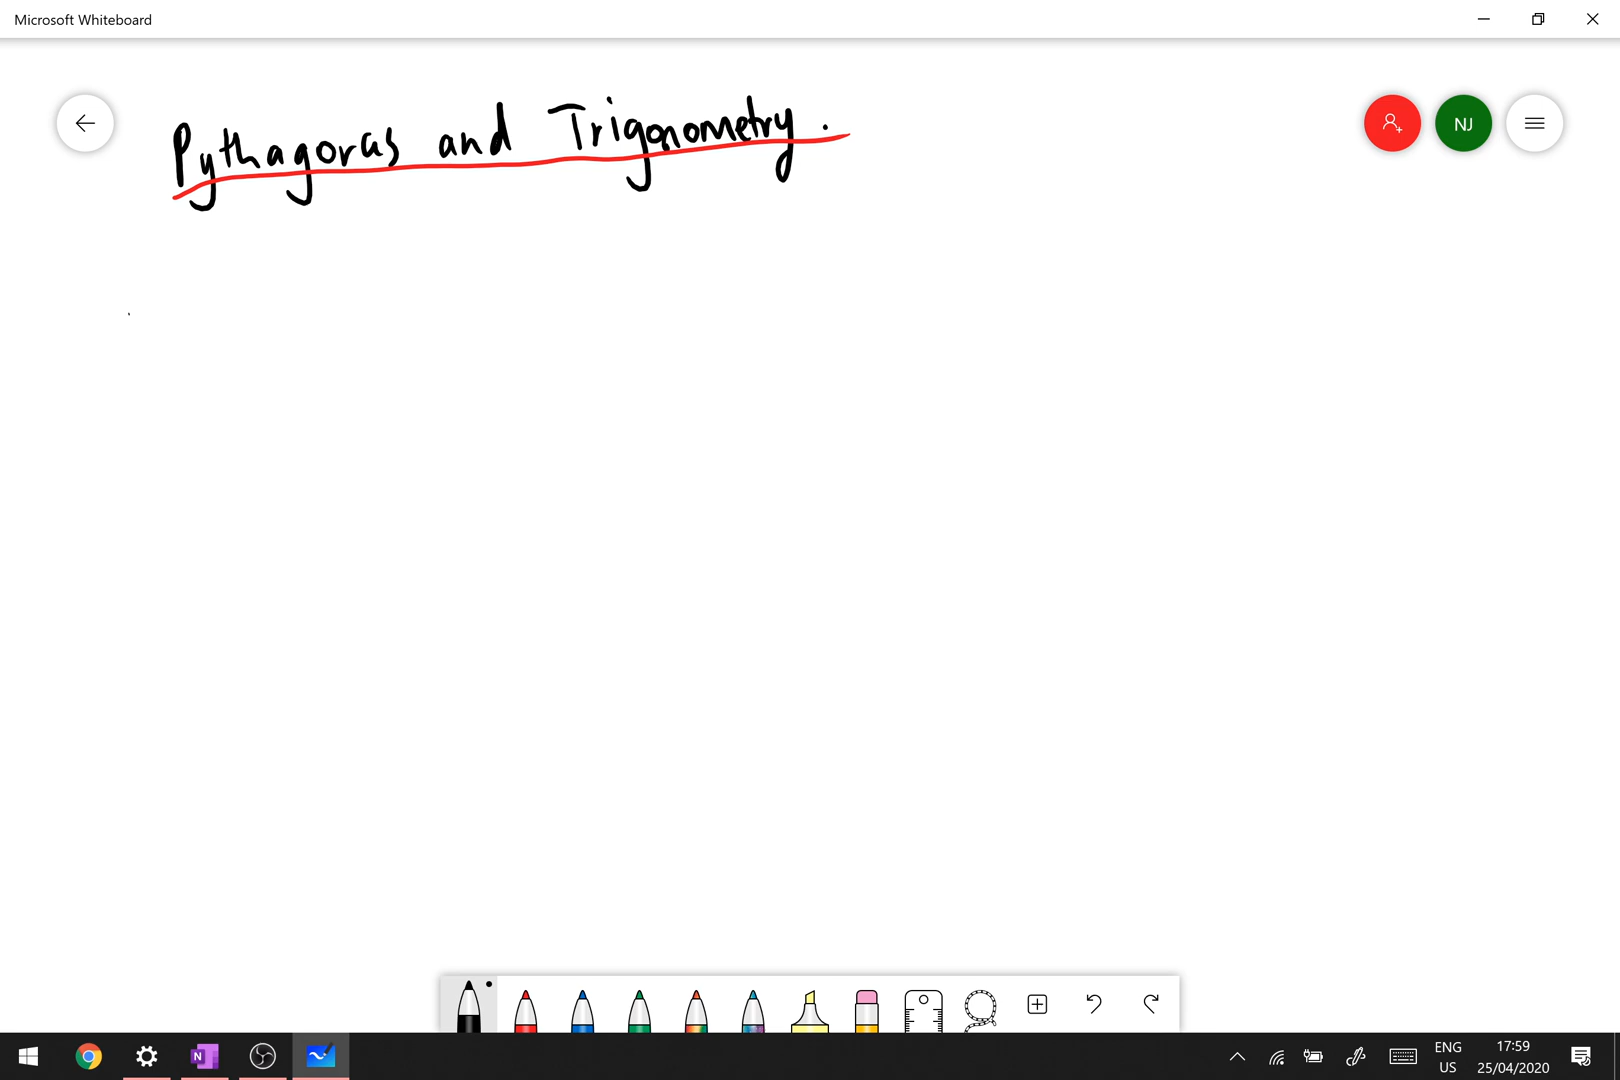 Microsoft Whiteboard
Pythagoras and Trigonometry.
NJ
ENG
US
17:59
25/04/2020